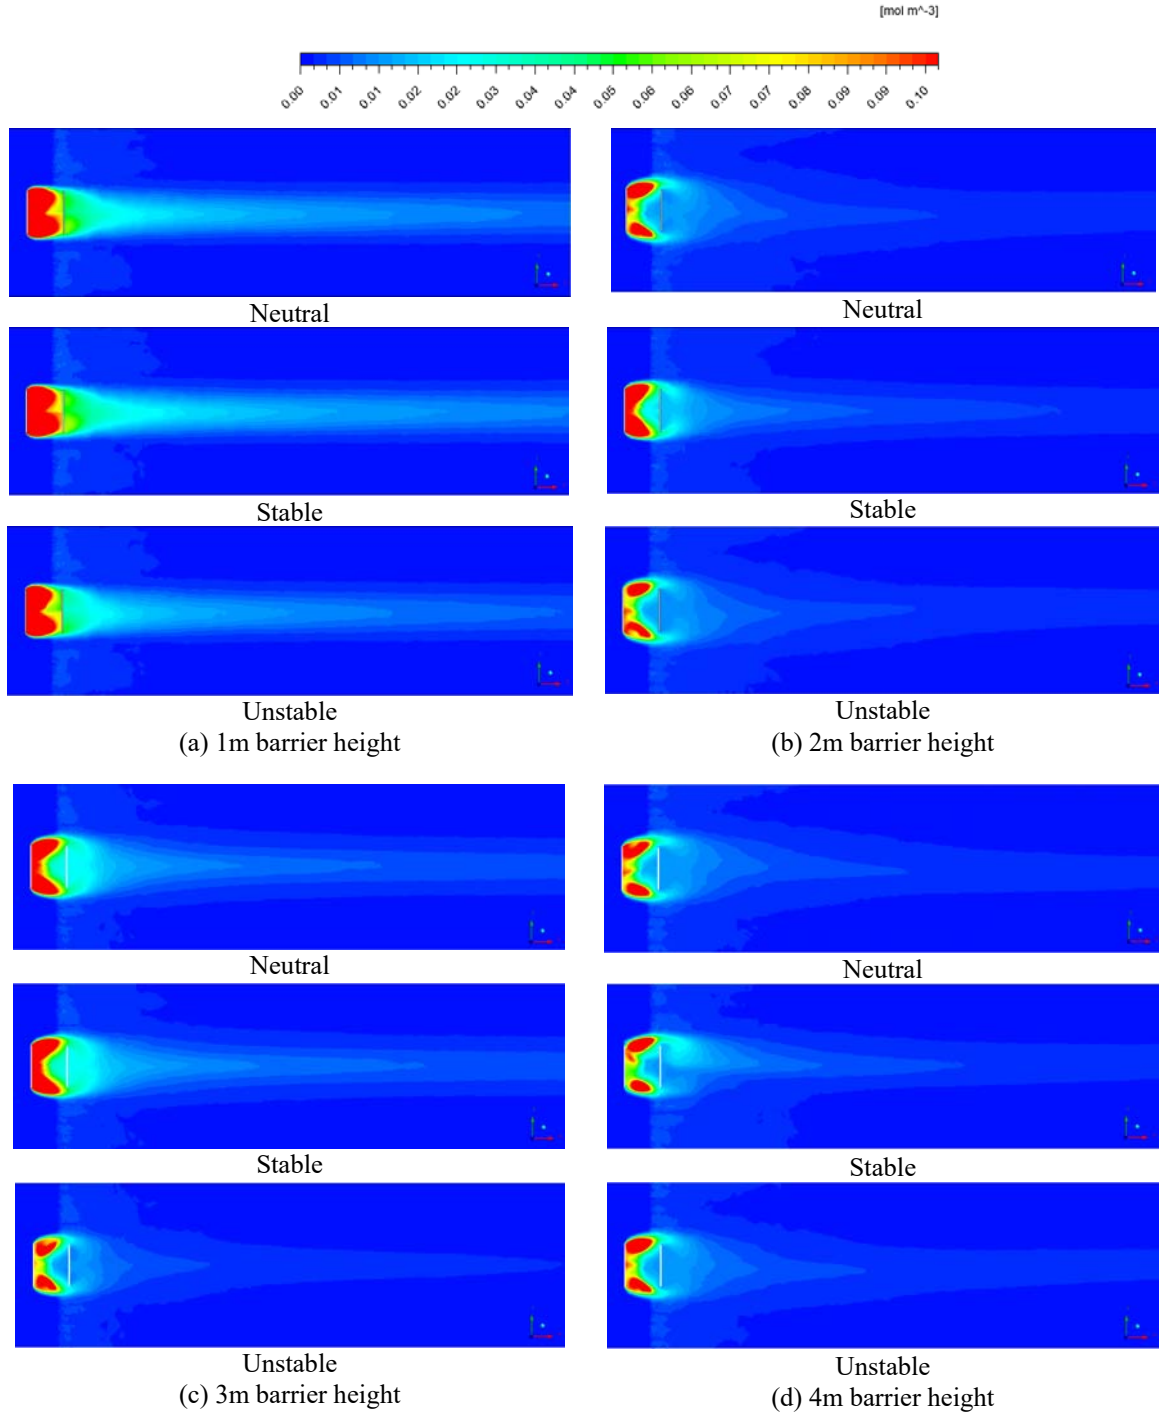 [mol m^-3]
0.00 0.01 0.01 0.02 0.02 0.03 0.04 0.04 0.05 0.06 0.06 0.07 0.07 0.08 0.09 0.09 0.10
Neutral
Neutral
Stable
Stable
Unstable
Unstable
(a) 1m barrier height
(b) 2m barrier height
Neutral
Neutral
Stable
Stable
Unstable
Unstable
(c) 3m barrier height
(d) 4m barrier height